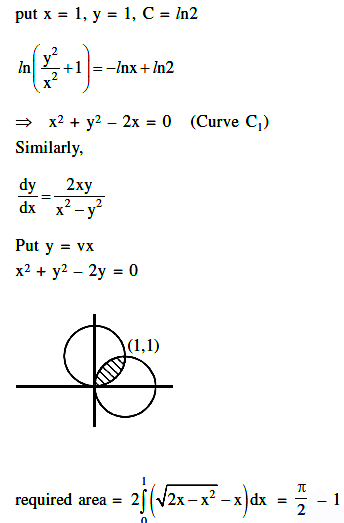 put x = 1, y = 1, C = ln2
ln(y²/x² + 1) = –lnx + ln2
⇒ x² + y² – 2x = 0 (Curve C₁)
Similarly,
dy/dx = 2xy/(x² – y²)
Put y = vx
x² + y² – 2y = 0
(1,1)
required area = 2∫₀¹(√(2x – x²) – x)dx = π/2 – 1